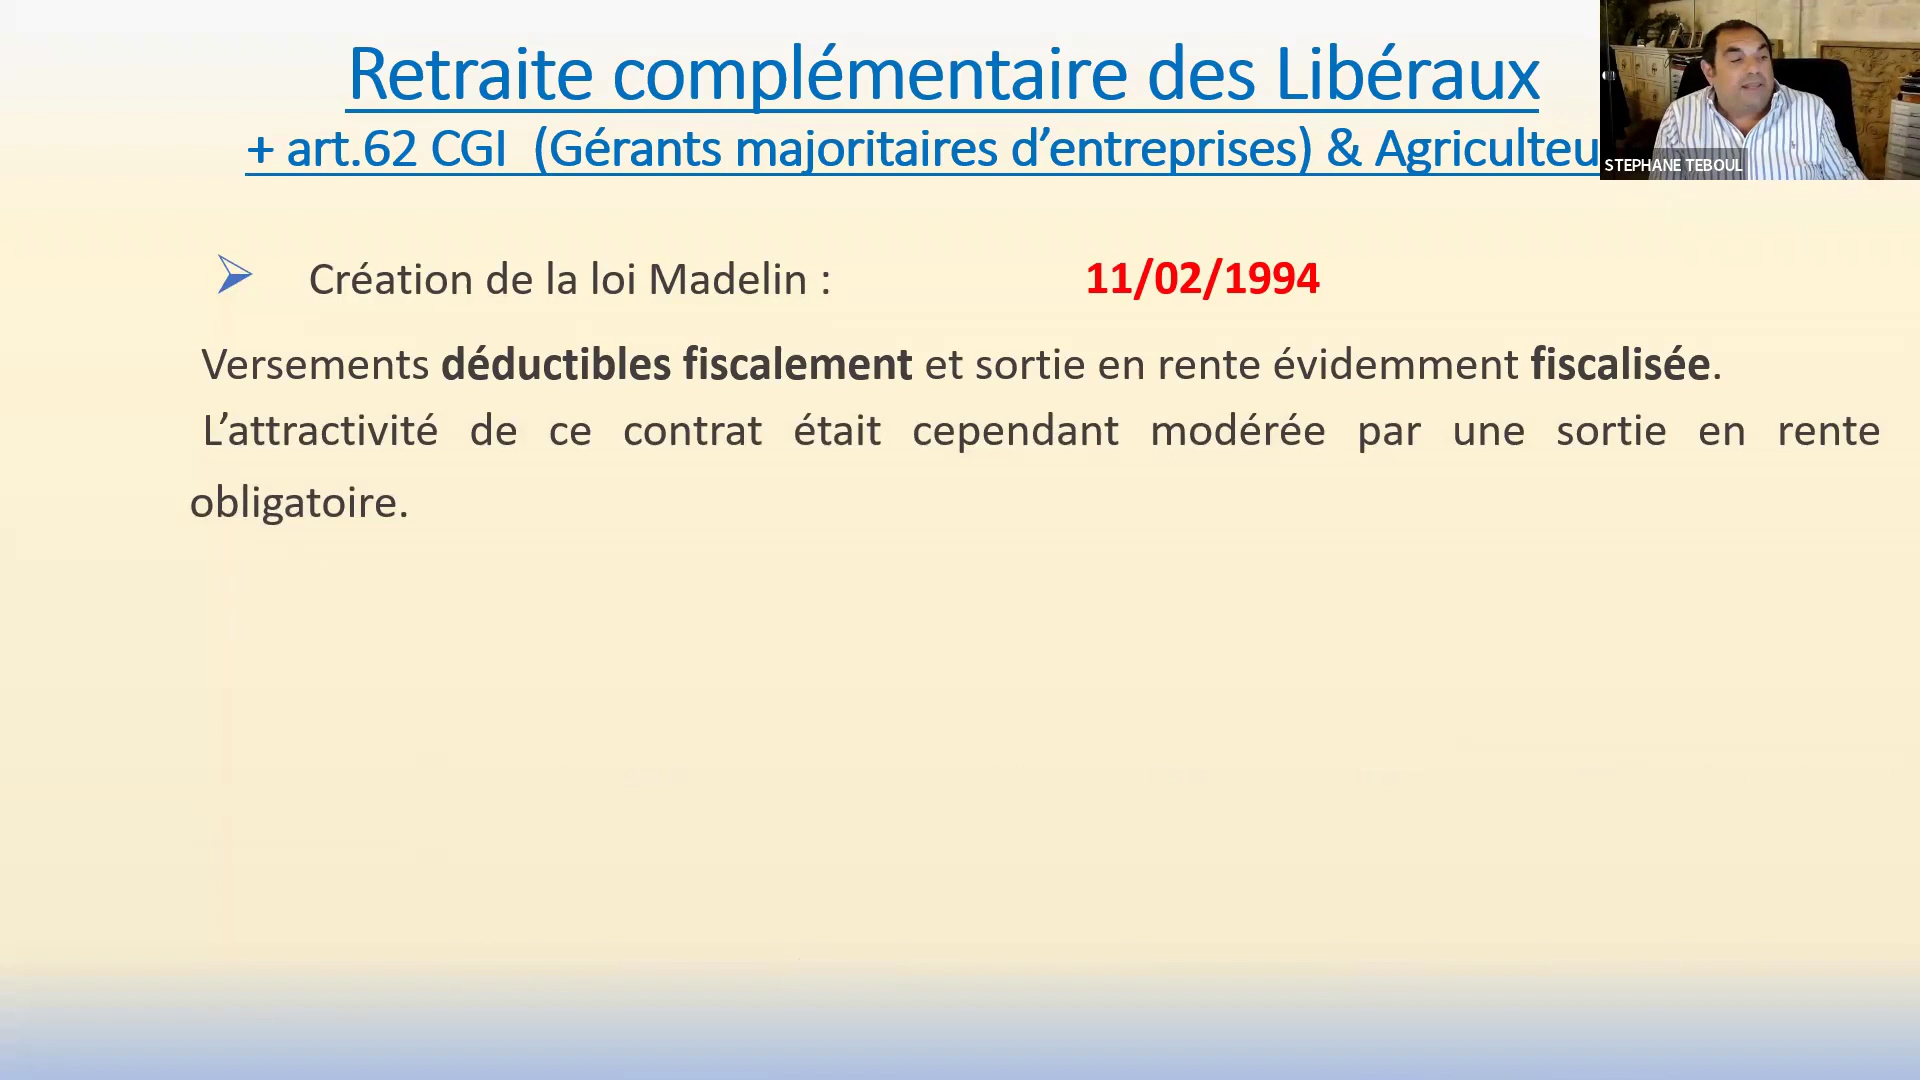 Retraite complémentaire des Libéraux
+ art.62 CGI (Gérants majoritaires d’entreprises) & Agriculteu
STEPHANE TEBOUL
Création de la loi Madelin : 11/02/1994
Versements déductibles fiscalement et sortie en rente évidemment fiscalisée.
L’attractivité de ce contrat était cependant modérée par une sortie en rente
obligatoire.